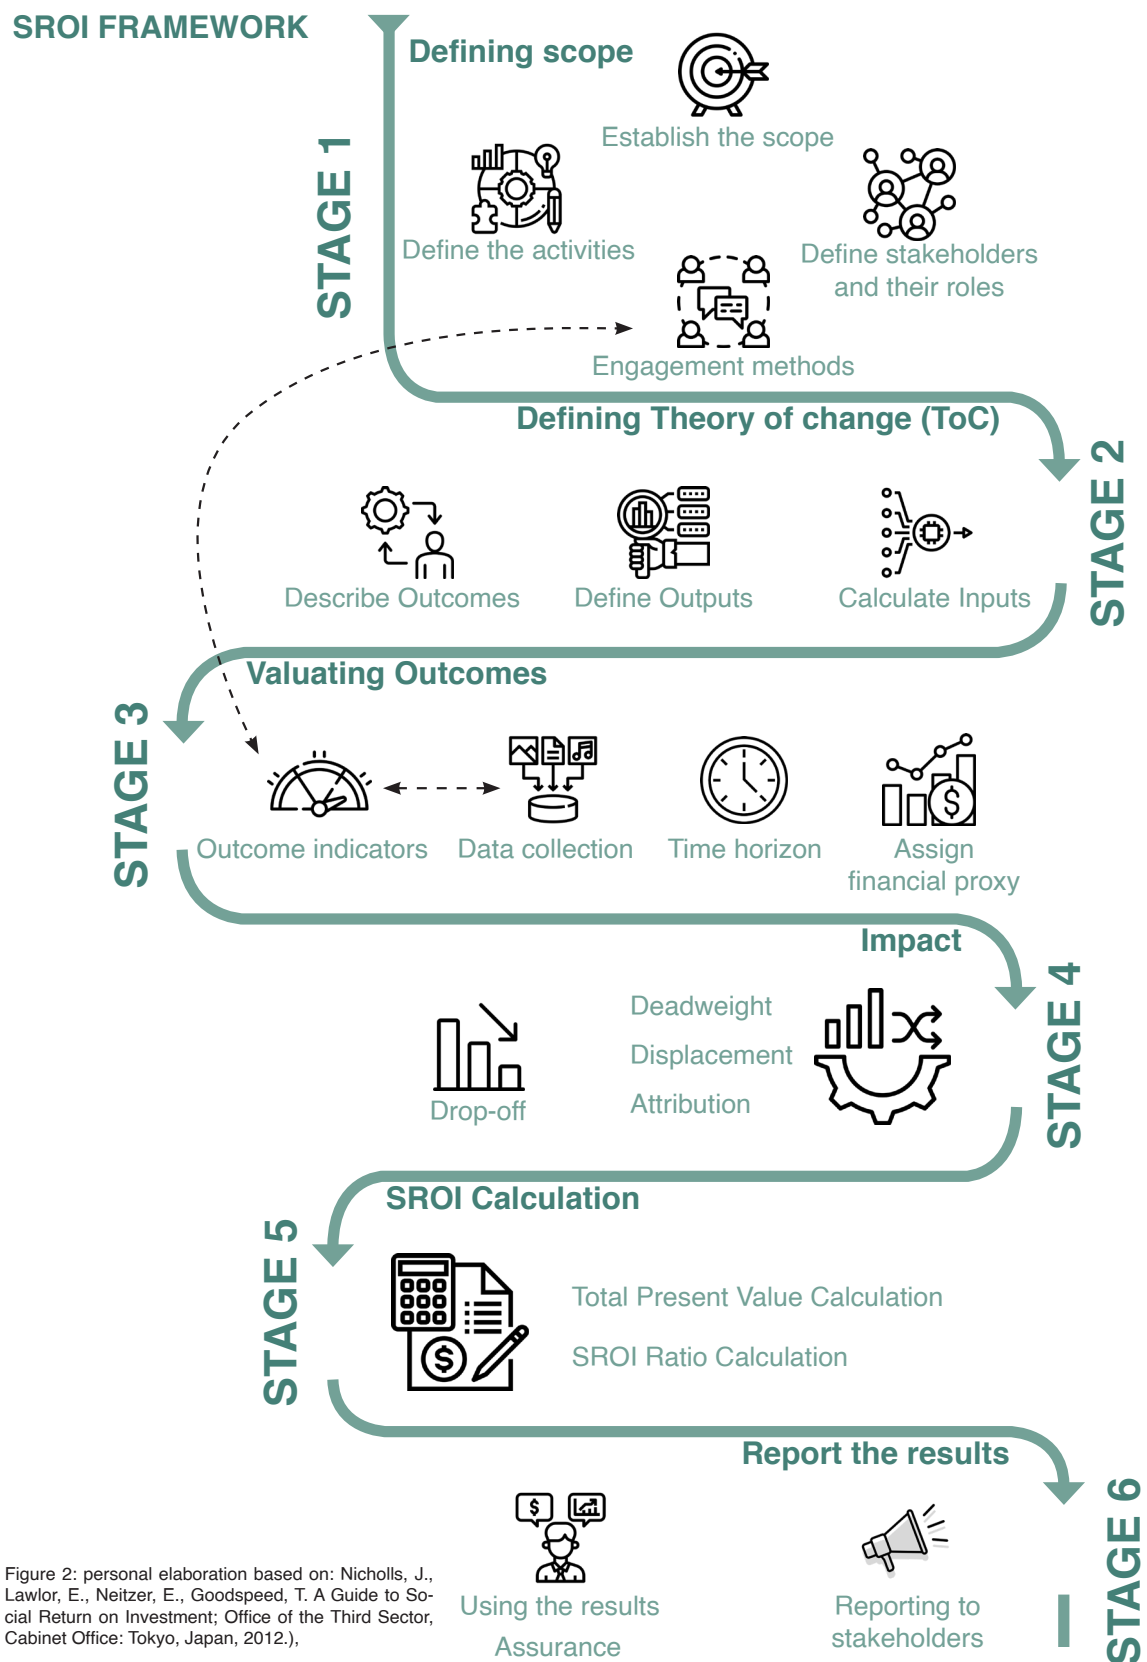 SROI FRAMEWORK
STAGE 1
Defining scope
Establish the scope
Define the activities
Define stakeholders
and their roles
Engagement methods
Defining Theory of change (ToC)
STAGE 2
Describe Outcomes
Define Outputs
Calculate Inputs
Valuating Outcomes
STAGE 3
Outcome indicators
Data collection
Time horizon
Assign
financial proxy
Impact
STAGE 4
Deadweight
Displacement
Attribution
Drop-off
SROI Calculation
STAGE 5
Total Present Value Calculation
SROI Ratio Calculation
Report the results
STAGE 6
Using the results
Assurance
Reporting to
stakeholders
Figure 2: personal elaboration based on: Nicholls, J.,
Lawlor, E., Neitzer, E., Goodspeed, T. A Guide to So-
cial Return on Investment; Office of the Third Sector,
Cabinet Office: Tokyo, Japan, 2012.),